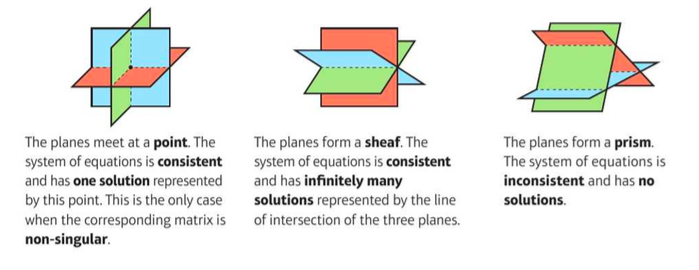 The planes meet at a point. The
system of equations is consistent
and has one solution represented
by this point. This is the only case
when the corresponding matrix is
non-singular.
The planes form a sheaf. The
system of equations is consistent
and has infinitely many
solutions represented by the line
of intersection of the three planes.
The planes form a prism.
The system of equations is
inconsistent and has no
solutions.